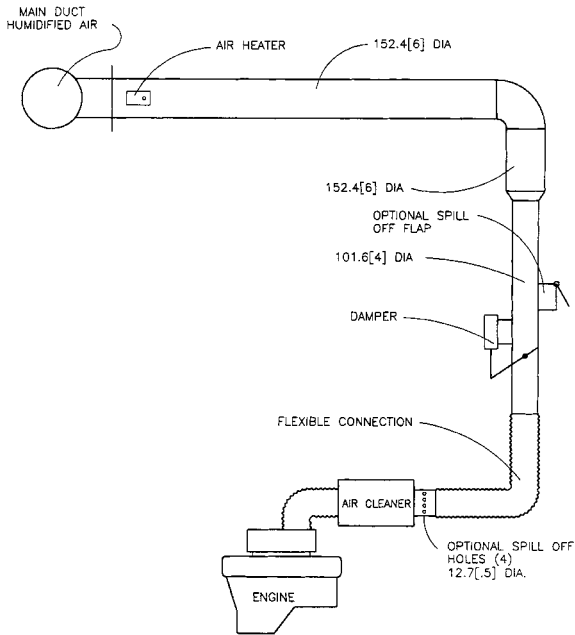 MAIN DUCT
HUMIDIFIED AIR
AIR HEATER
152.4[6] DIA
152.4[6] DIA
OPTIONAL SPILL
OFF FLAP
101.6[4] DIA
DAMPER
FLEXIBLE CONNECTION
AIR CLEANER
OPTIONAL SPILL OFF
HOLES (4)
12.7[.5] DIA.
ENGINE